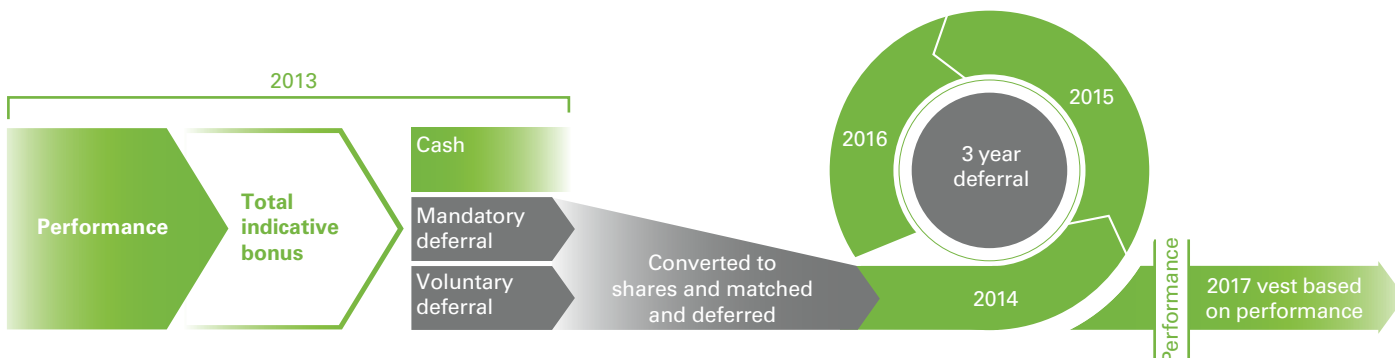 2013
Performance
Total
indicative
bonus
Cash
Mandatory
deferral
Voluntary
deferral
Converted to
shares and matched
and deferred
2014
2015
2016
3 year
deferral
Performance
2017 vest based
on performance